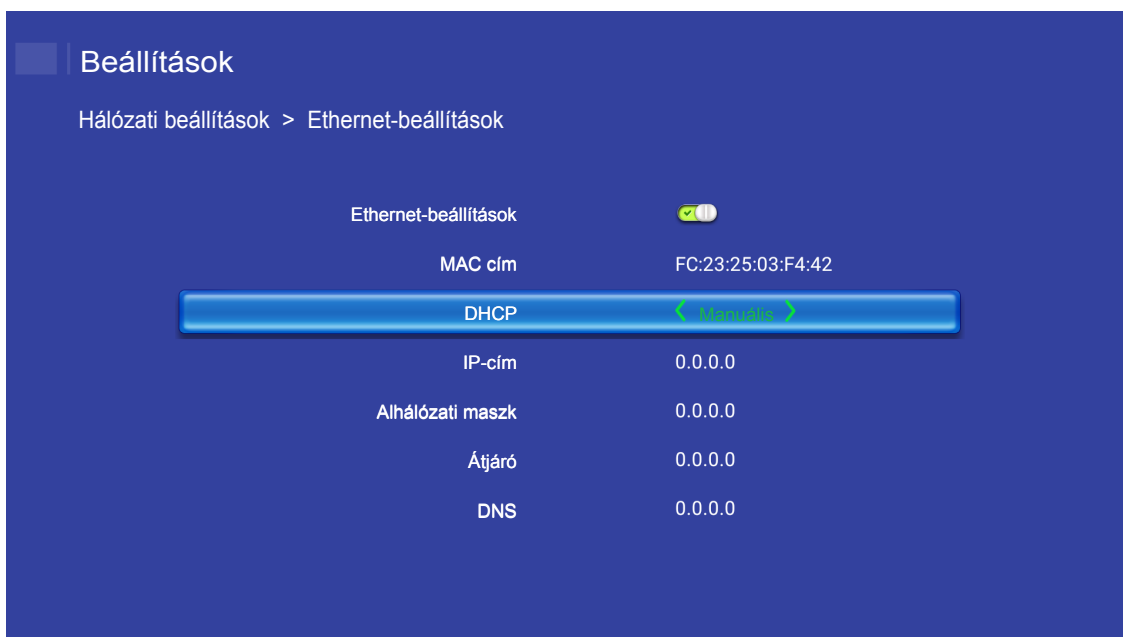 Beállítások
Hálózati beállítások > Ethernet-beállítások
Ethernet-beállítások
MAC cím FC:23:25:03:F4:42
DHCP < Manuális >
IP-cím 0.0.0.0
Alhálózati maszk 0.0.0.0
Átjáró 0.0.0.0
DNS 0.0.0.0